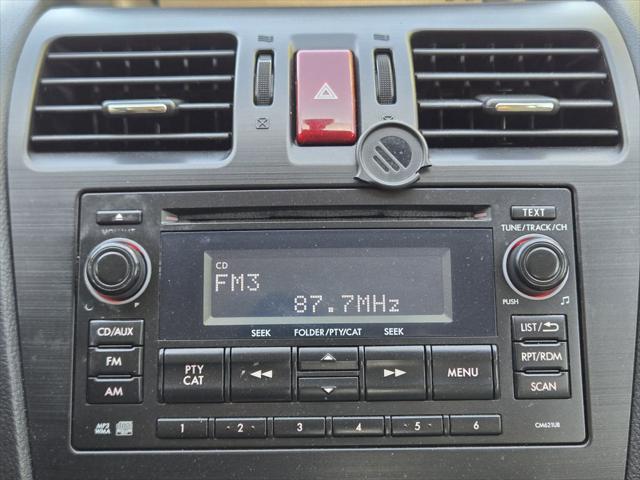 TEXT
VOLUME
TUNE/TRACK/CH
CD
FM3
87.7MHz
PUSH
SEEK FOLDER/PTY/CAT SEEK
CD/AUX
FM
AM
PTY
CAT
MENU
LIST/
RPT/RDM
SCAN
MP3
WMA
1 2 3 4 5 6
CM621UB